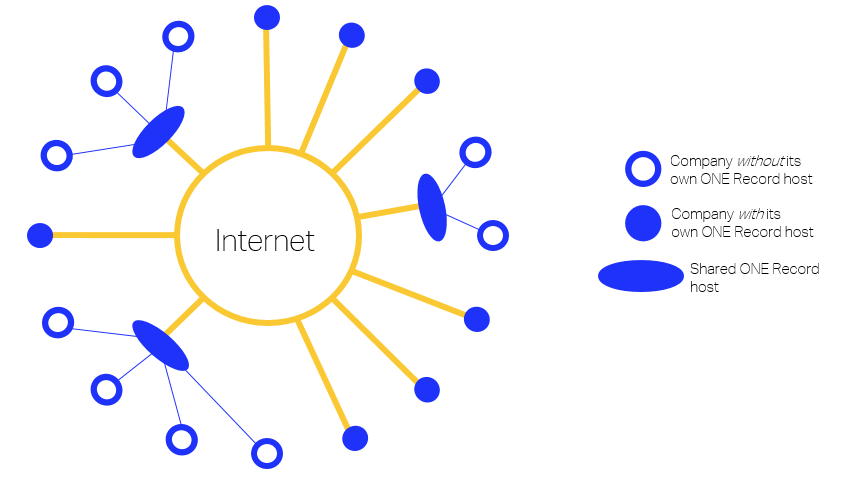 Internet
Company without its
own ONE Record host
Company with its
own ONE Record host
Shared ONE Record
host